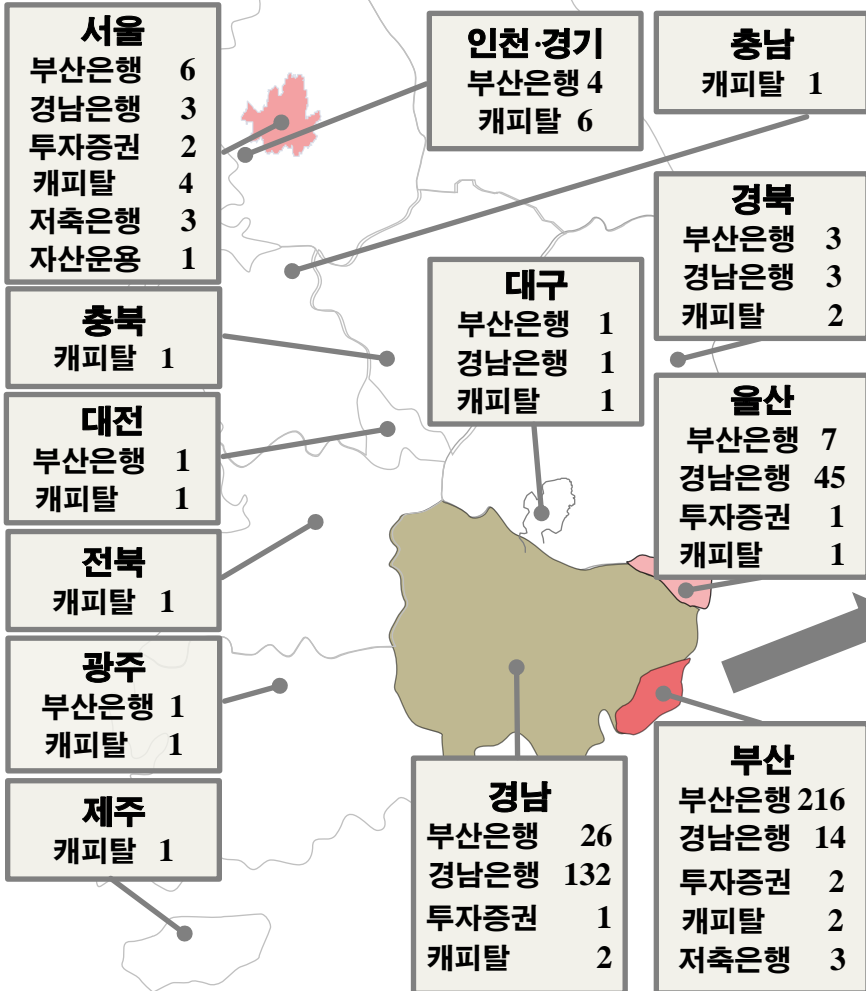 서울
부산은행 6
경남은행 3
투자증권 2
캐피탈 4
저축은행 3
자산운용 1
인천·경기
부산은행 4
캐피탈 6
충남
캐피탈 1
경북
부산은행 3
경남은행 3
캐피탈 2
대구
부산은행 1
경남은행 1
캐피탈 1
충북
캐피탈 1
대전
부산은행 1
캐피탈 1
울산
부산은행 7
경남은행 45
투자증권 1
캐피탈 1
전북
캐피탈 1
광주
부산은행 1
캐피탈 1
제주
캐피탈 1
경남
부산은행 26
경남은행 132
투자증권 1
캐피탈 2
부산
부산은행 216
경남은행 14
투자증권 2
캐피탈 2
저축은행 3